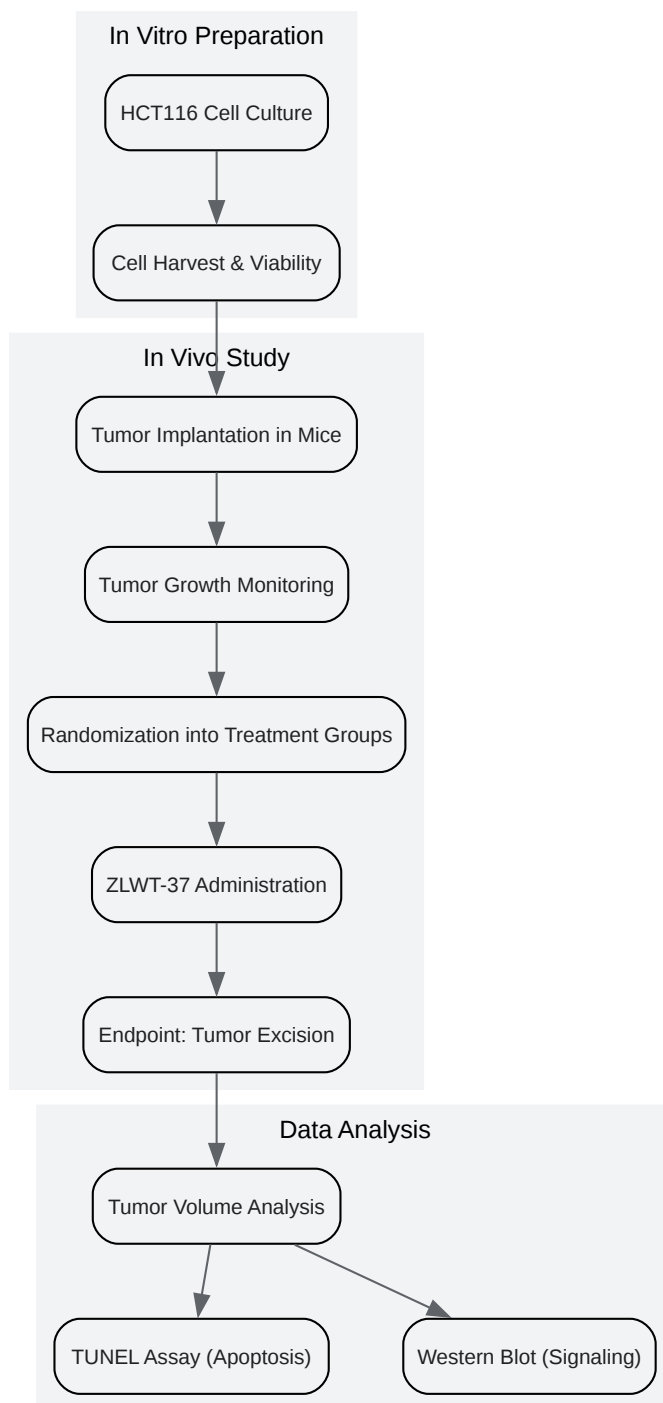 In Vitro Preparation
HCT116 Cell Culture
Cell Harvest & Viability
In Vivo Study
Tumor Implantation in Mice
Tumor Growth Monitoring
Randomization into Treatment Groups
ZLWT-37 Administration
Endpoint: Tumor Excision
Data Analysis
Tumor Volume Analysis
TUNEL Assay (Apoptosis)
Western Blot (Signaling)